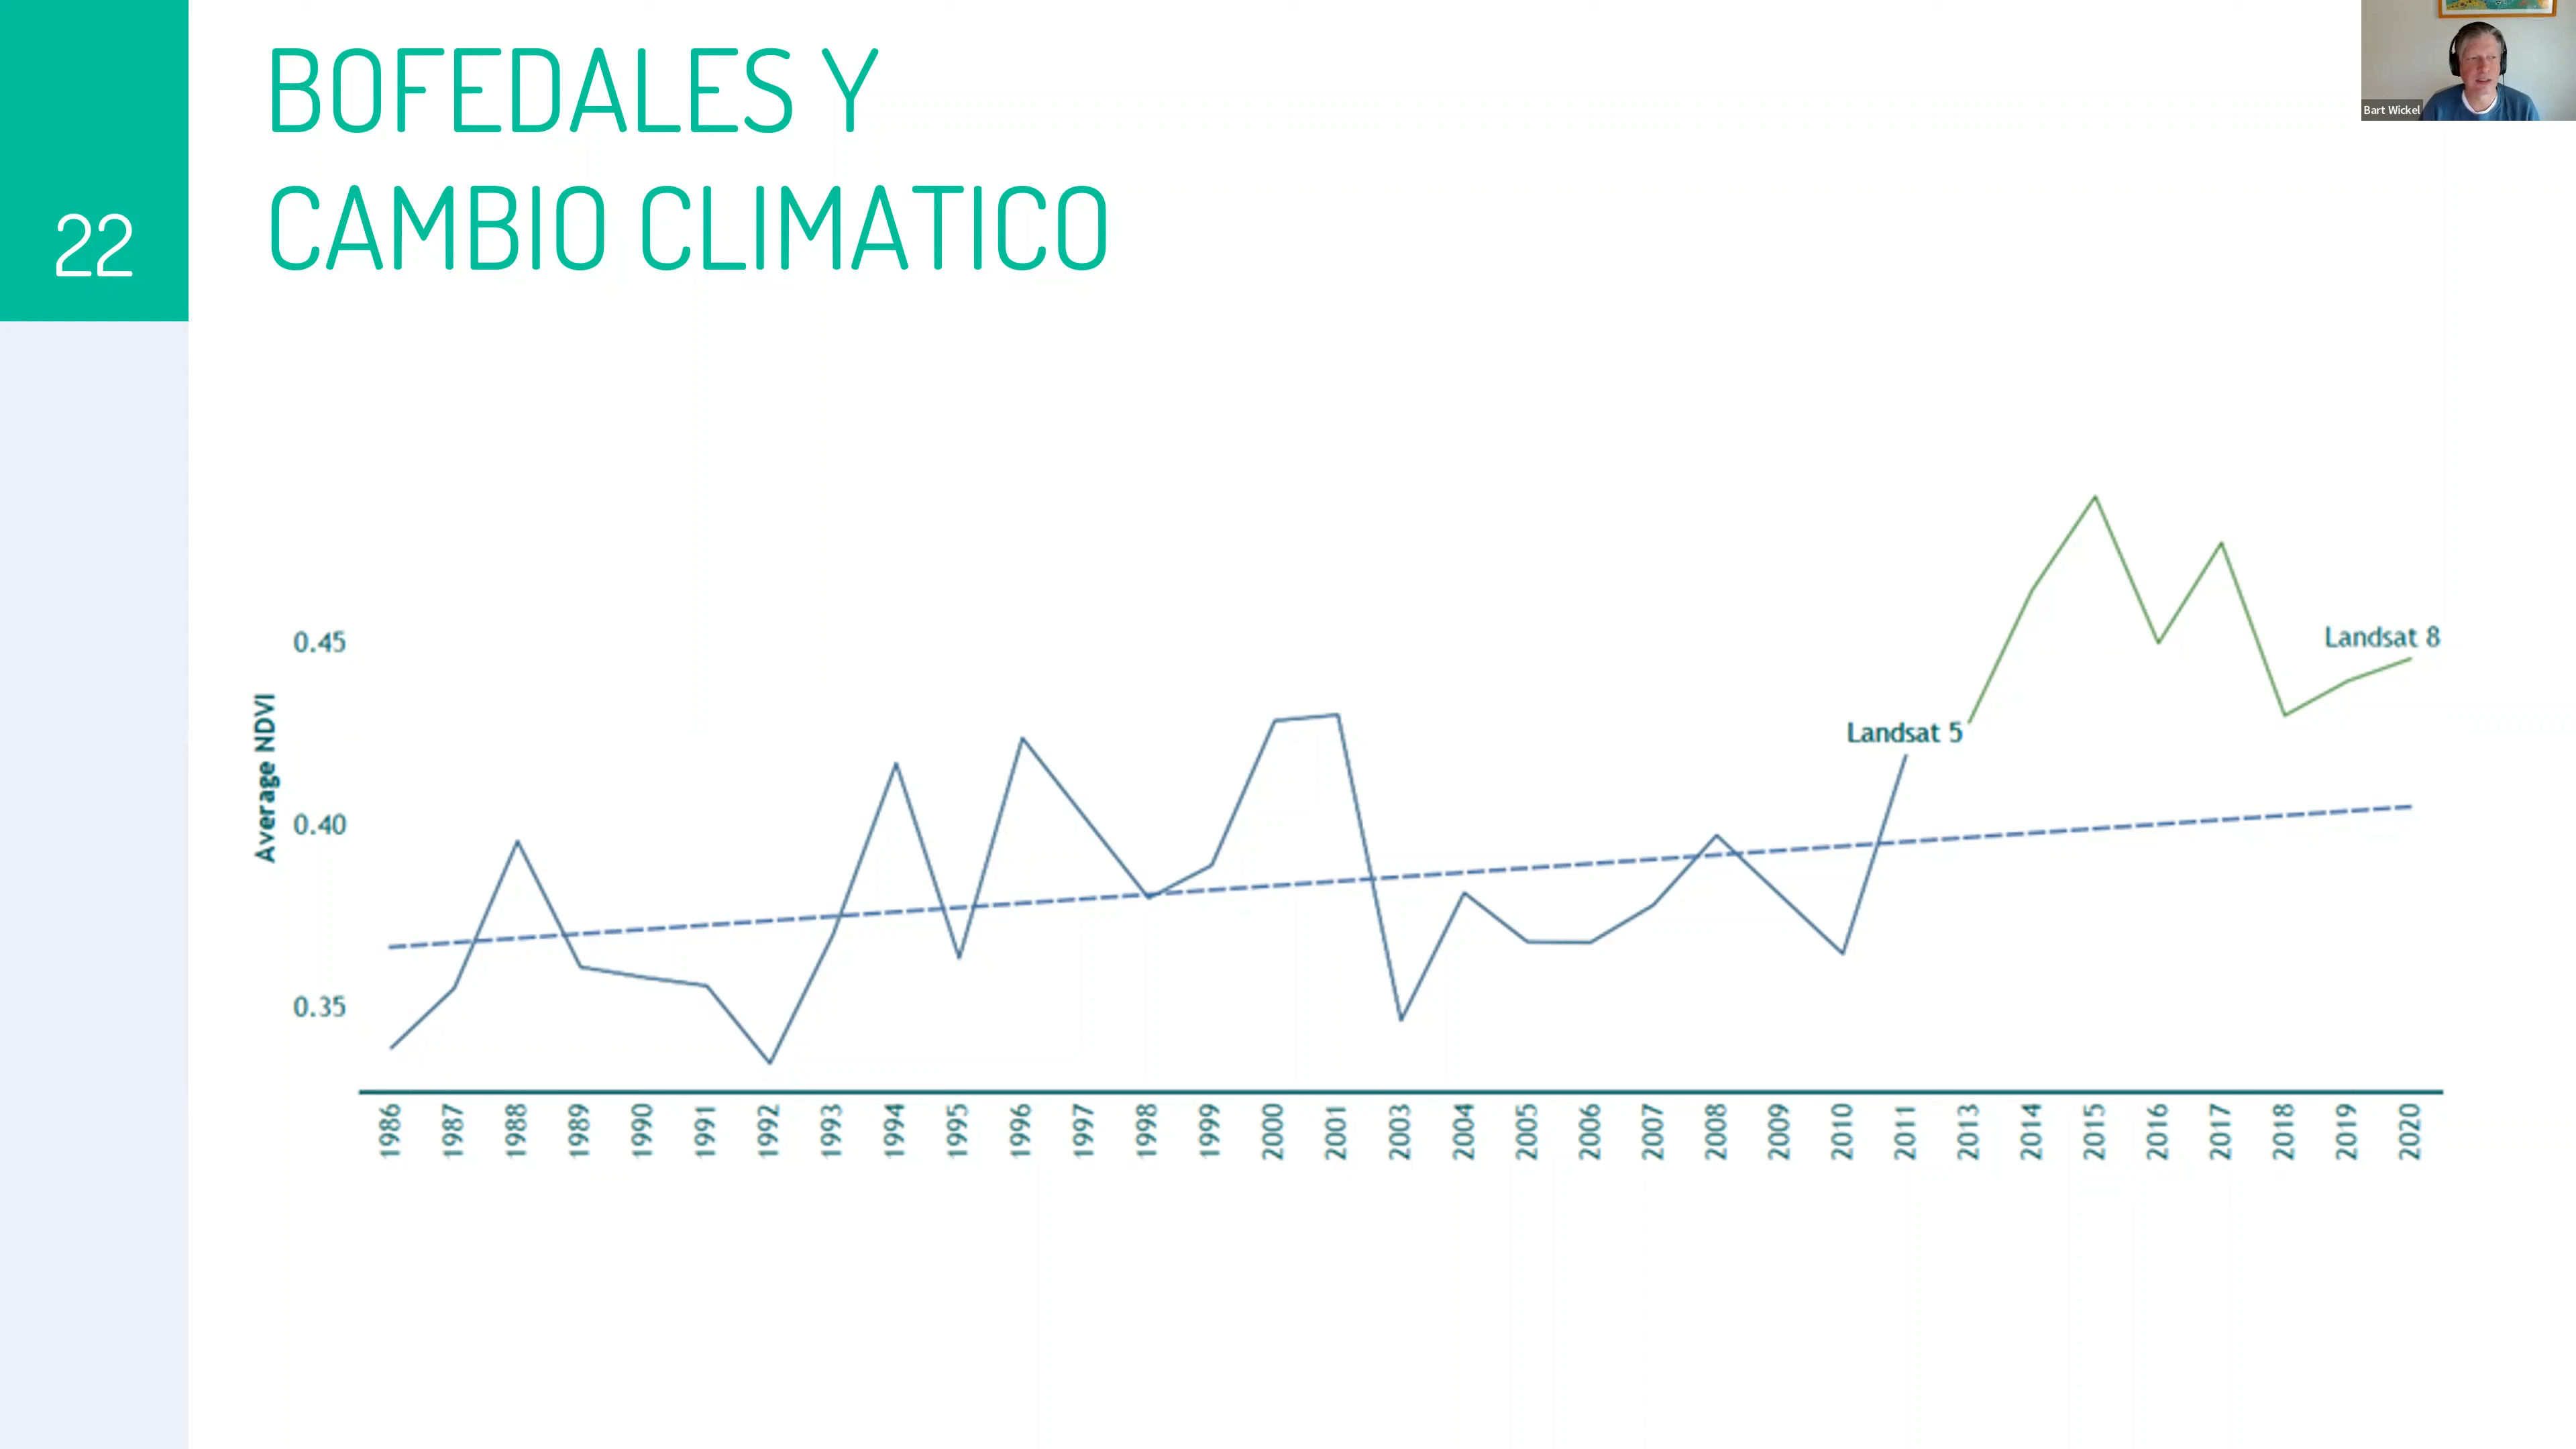 BOFEDALES Y
CAMBIO CLIMATICO
22
Bart Wickel
Average NDVI
0.45
0.40
0.35
Landsat 5
Landsat 8
1986 1987 1988 1989 1990 1991 1992 1993 1994 1995 1996 1997 1998 1999 2000 2001 2003 2004 2005 2006 2007 2008 2009 2010 2011 2013 2014 2015 2016 2017 2018 2019 2020